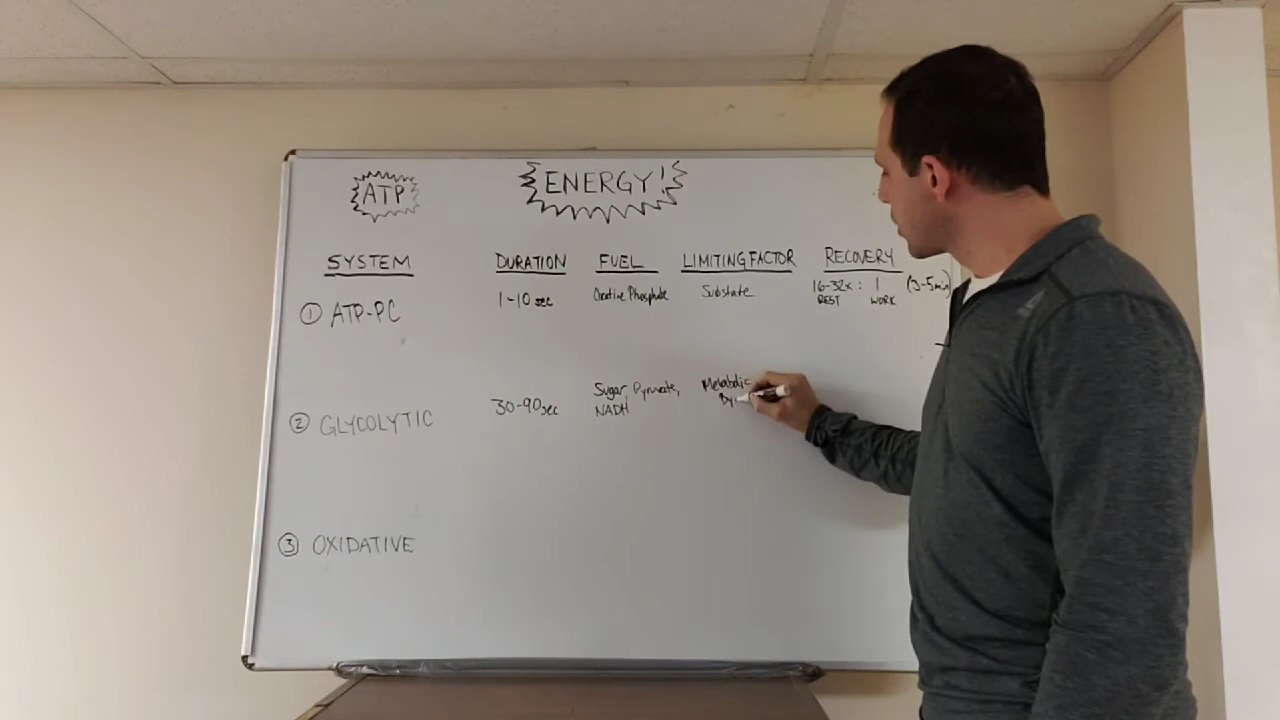 ATP ENERGY!
SYSTEM DURATION FUEL LIMITING FACTOR RECOVERY
① ATP-PC 1-10 sec Creatine Phosphate Substate 16-32x : 1 (3-5min)
REST WORK
② GLYCOLYTIC 30-90sec Sugar, Pyruvate, Metabolic
NADH By
③ OXIDATIVE